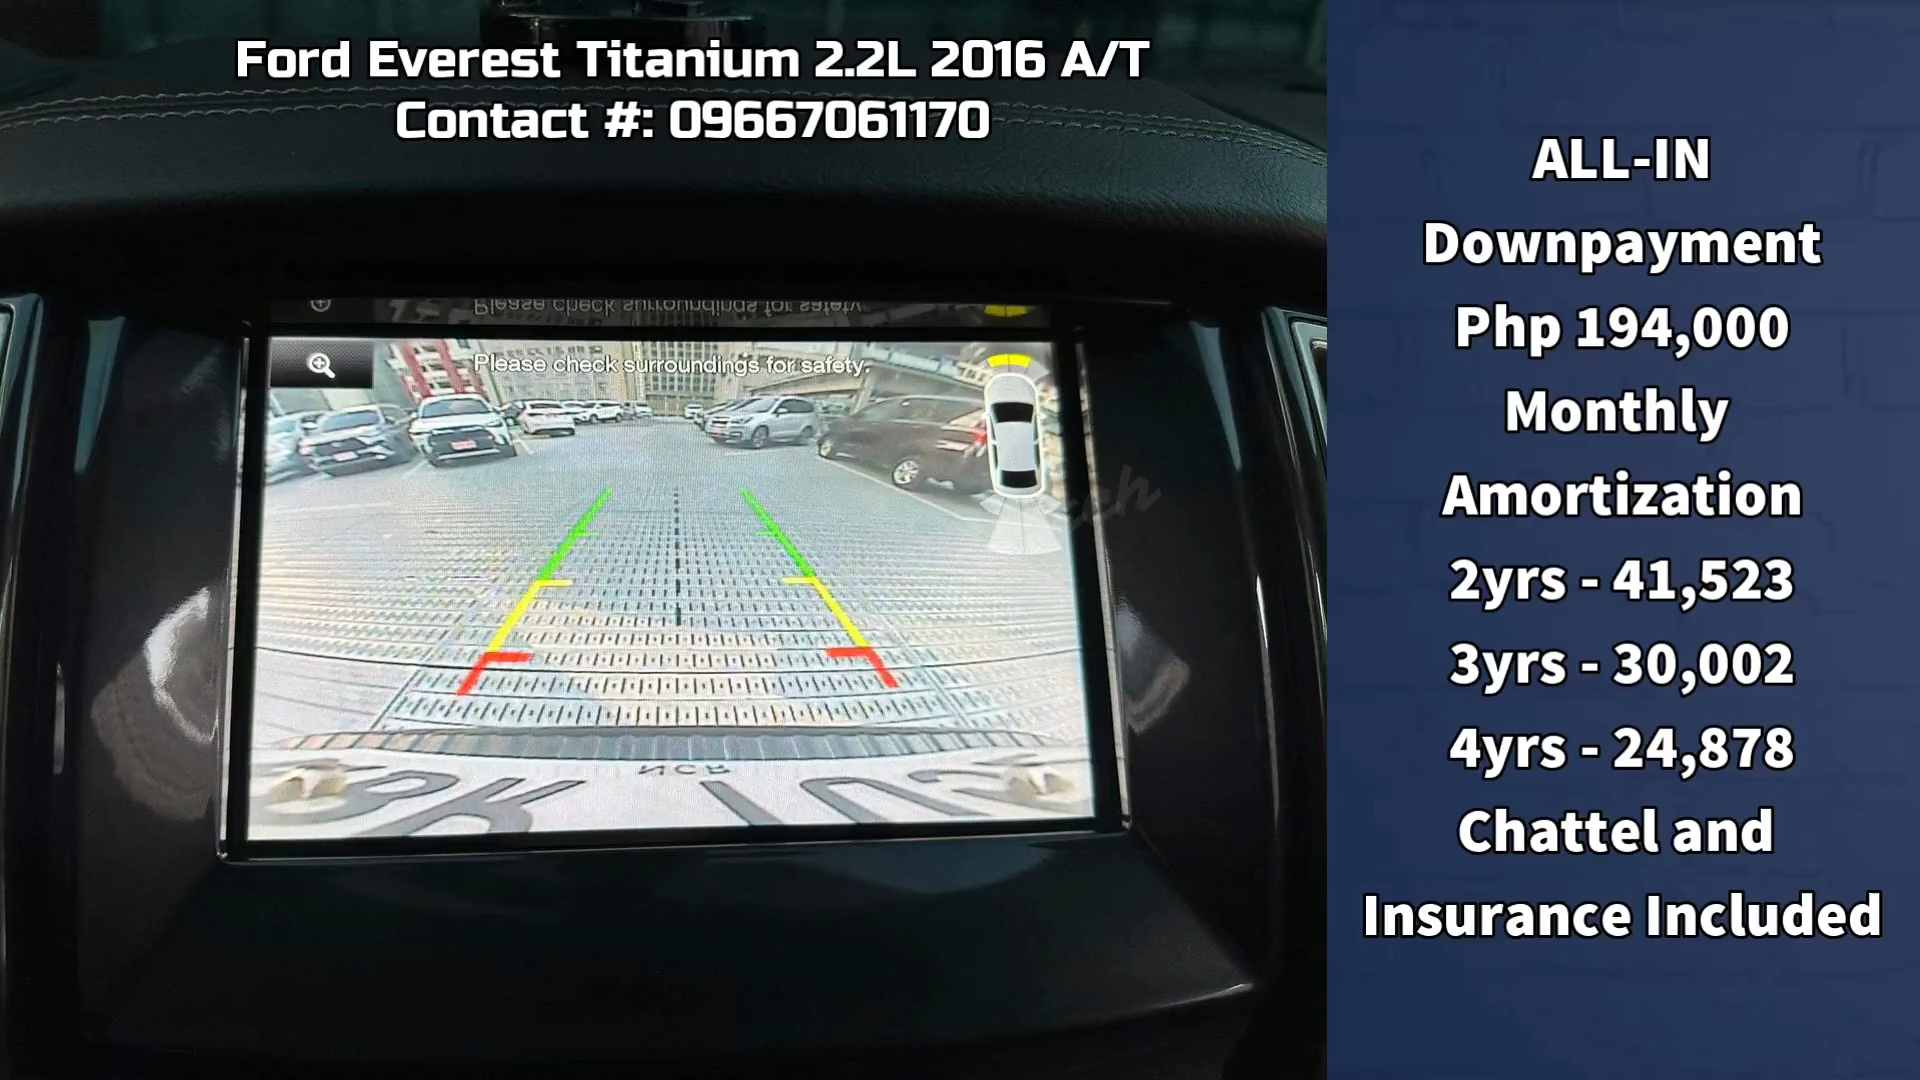 Ford Everest Titanium 2.2L 2016 A/T
Contact #: 09667061170
Please check surroundings for safety
Please check surroundings for safety.
NCR
ALL-IN
Downpayment
Php 194,000
Monthly
Amortization
2yrs - 41,523
3yrs - 30,002
4yrs - 24,878
Chattel and
Insurance Included